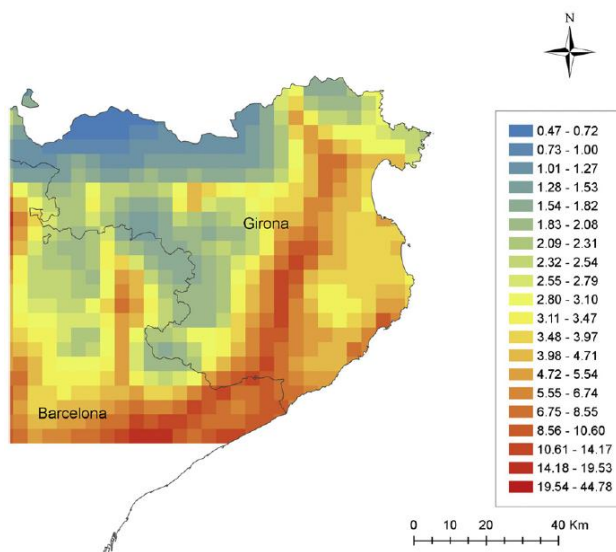 N
0.47 - 0.72
0.73 - 1.00
1.01 - 1.27
1.28 - 1.53
1.54 - 1.82
1.83 - 2.08
2.09 - 2.31
2.32 - 2.54
2.55 - 2.79
2.80 - 3.10
3.11 - 3.47
3.48 - 3.97
3.98 - 4.71
4.72 - 5.54
5.55 - 6.74
6.75 - 8.55
8.56 - 10.60
10.61 - 14.17
14.18 - 19.53
19.54 - 44.78
Girona
Barcelona
0 10 20 40 Km